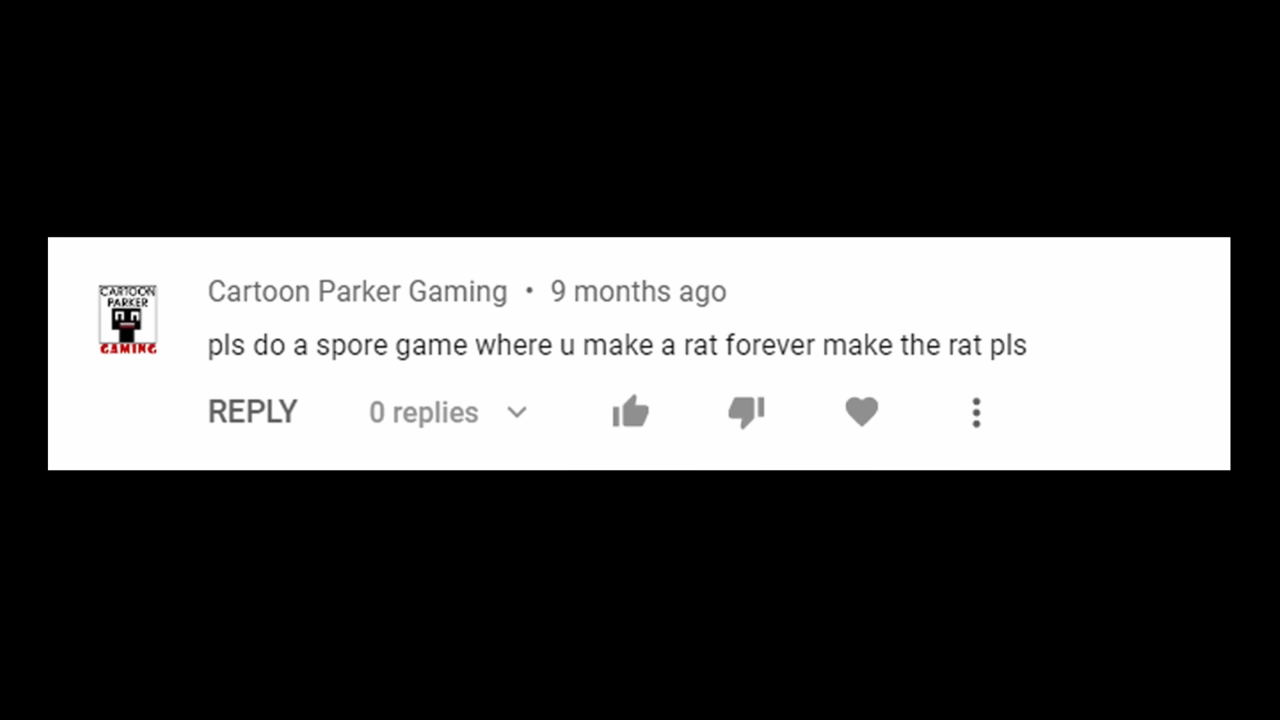 CARTOON
PARKER
GAMING
Cartoon Parker Gaming • 9 months ago
pls do a spore game where u make a rat forever make the rat pls
REPLY 0 replies